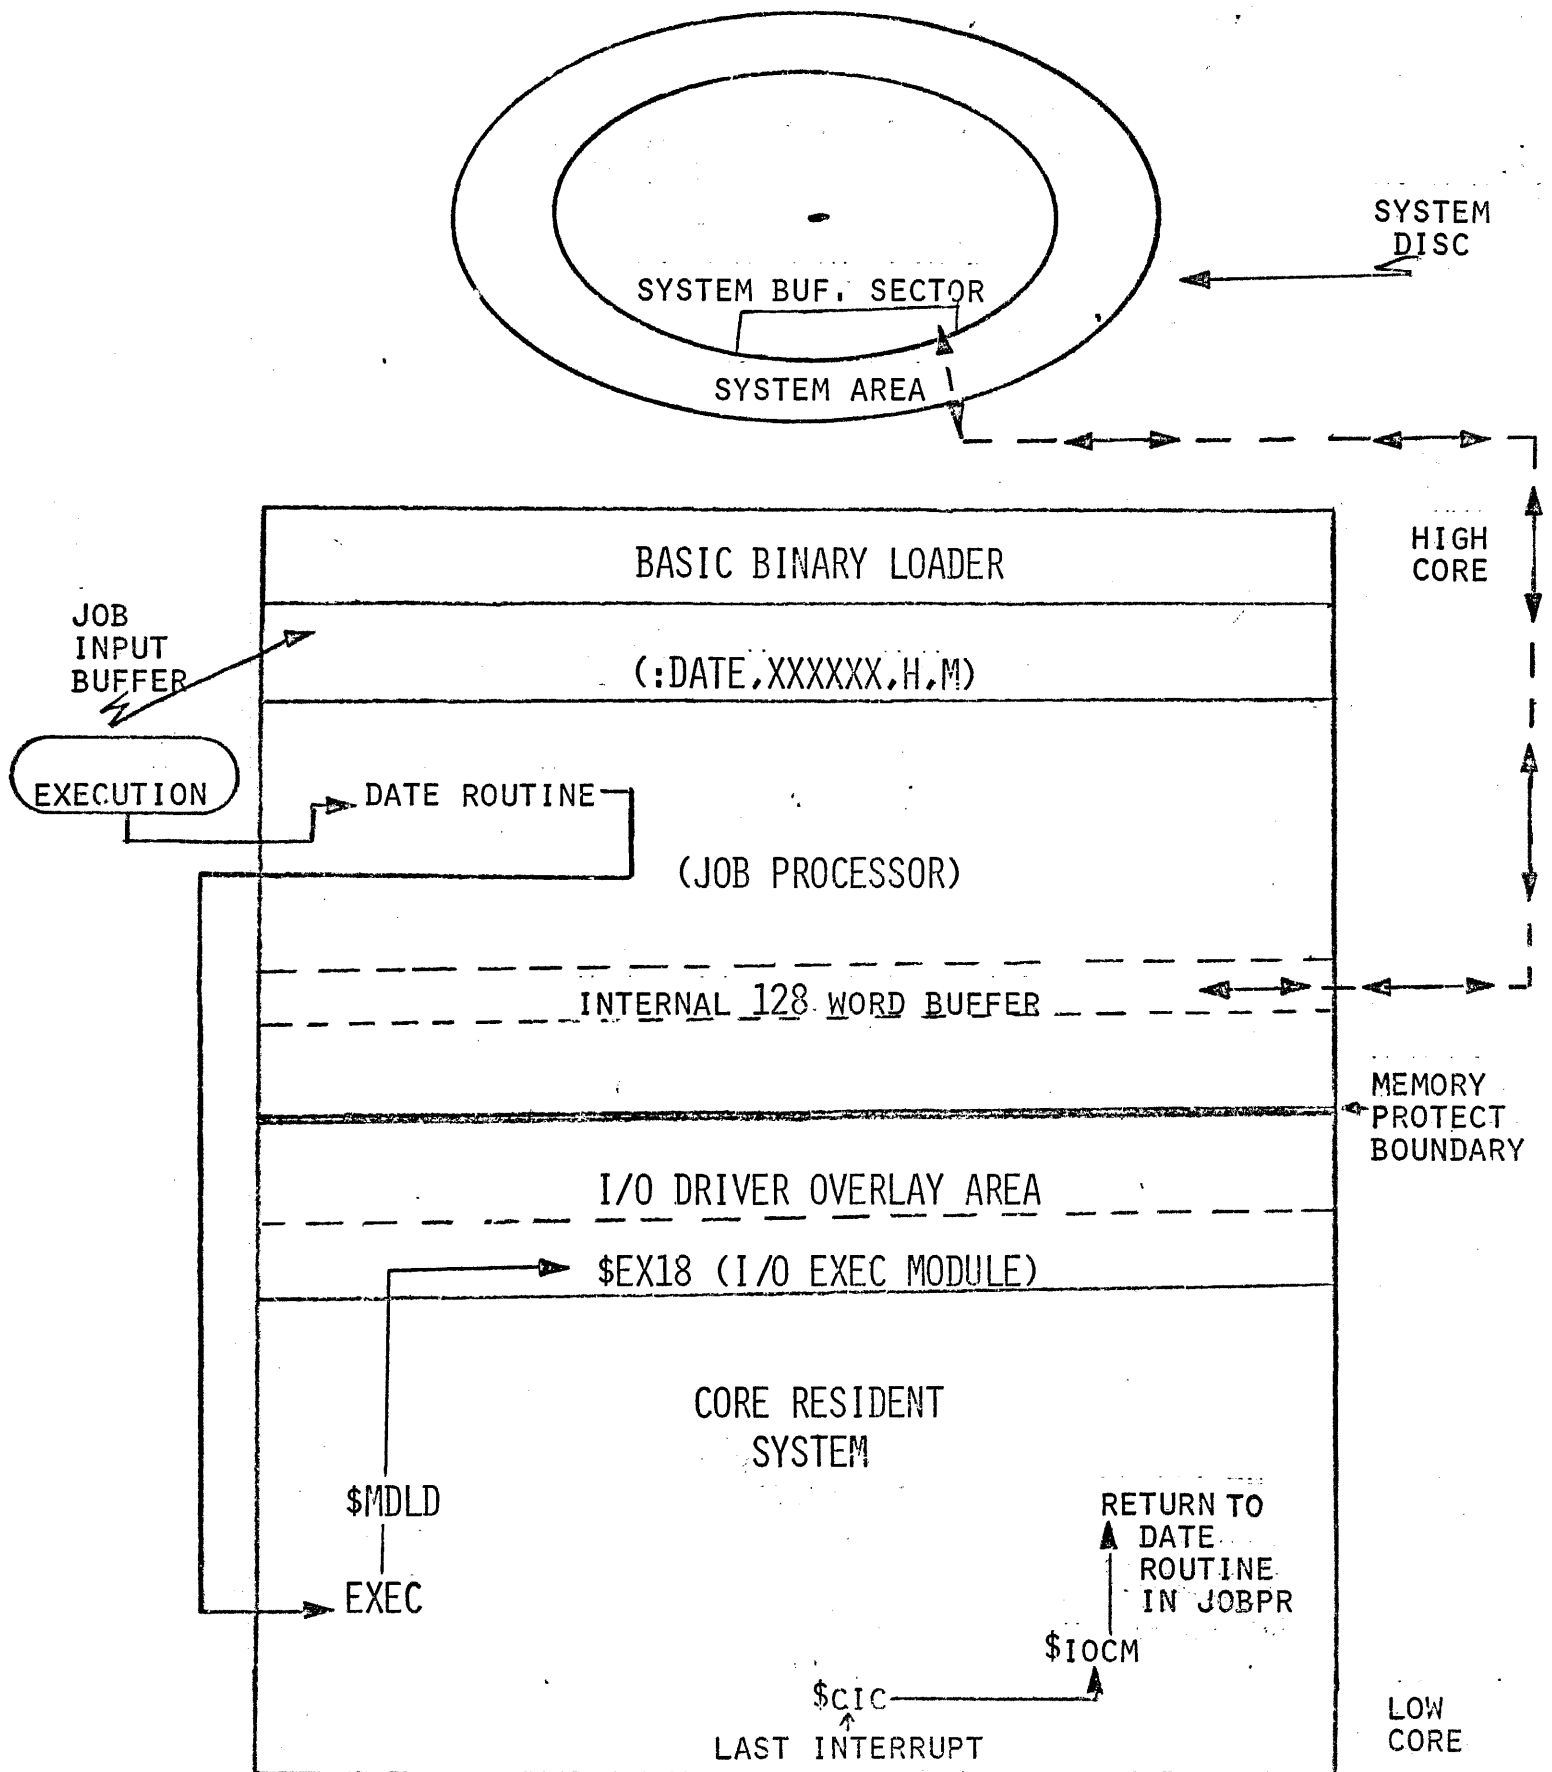 SYSTEM
DISC
SYSTEM BUF. SECTOR
SYSTEM AREA
HIGH
CORE
BASIC BINARY LOADER
JOB
INPUT
BUFFER
(:DATE,XXXXXX,H,M)
EXECUTION
DATE ROUTINE
(JOB PROCESSOR)
INTERNAL 128 WORD BUFFER
MEMORY
PROTECT
BOUNDARY
I/O DRIVER OVERLAY AREA
$EX18 (I/O EXEC MODULE)
CORE RESIDENT
SYSTEM
$MDLD
RETURN TO
DATE
ROUTINE
IN JOBPR
EXEC
$IOCM
$CIC
LAST INTERRUPT
LOW
CORE